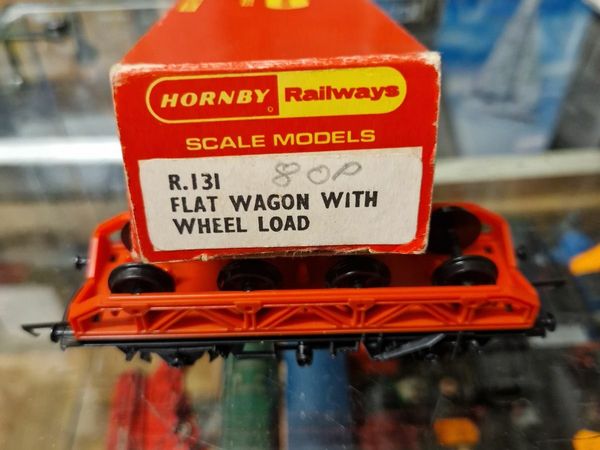 HORNBY Railways
SCALE MODELS
R.131 80P
FLAT WAGON WITH
WHEEL LOAD